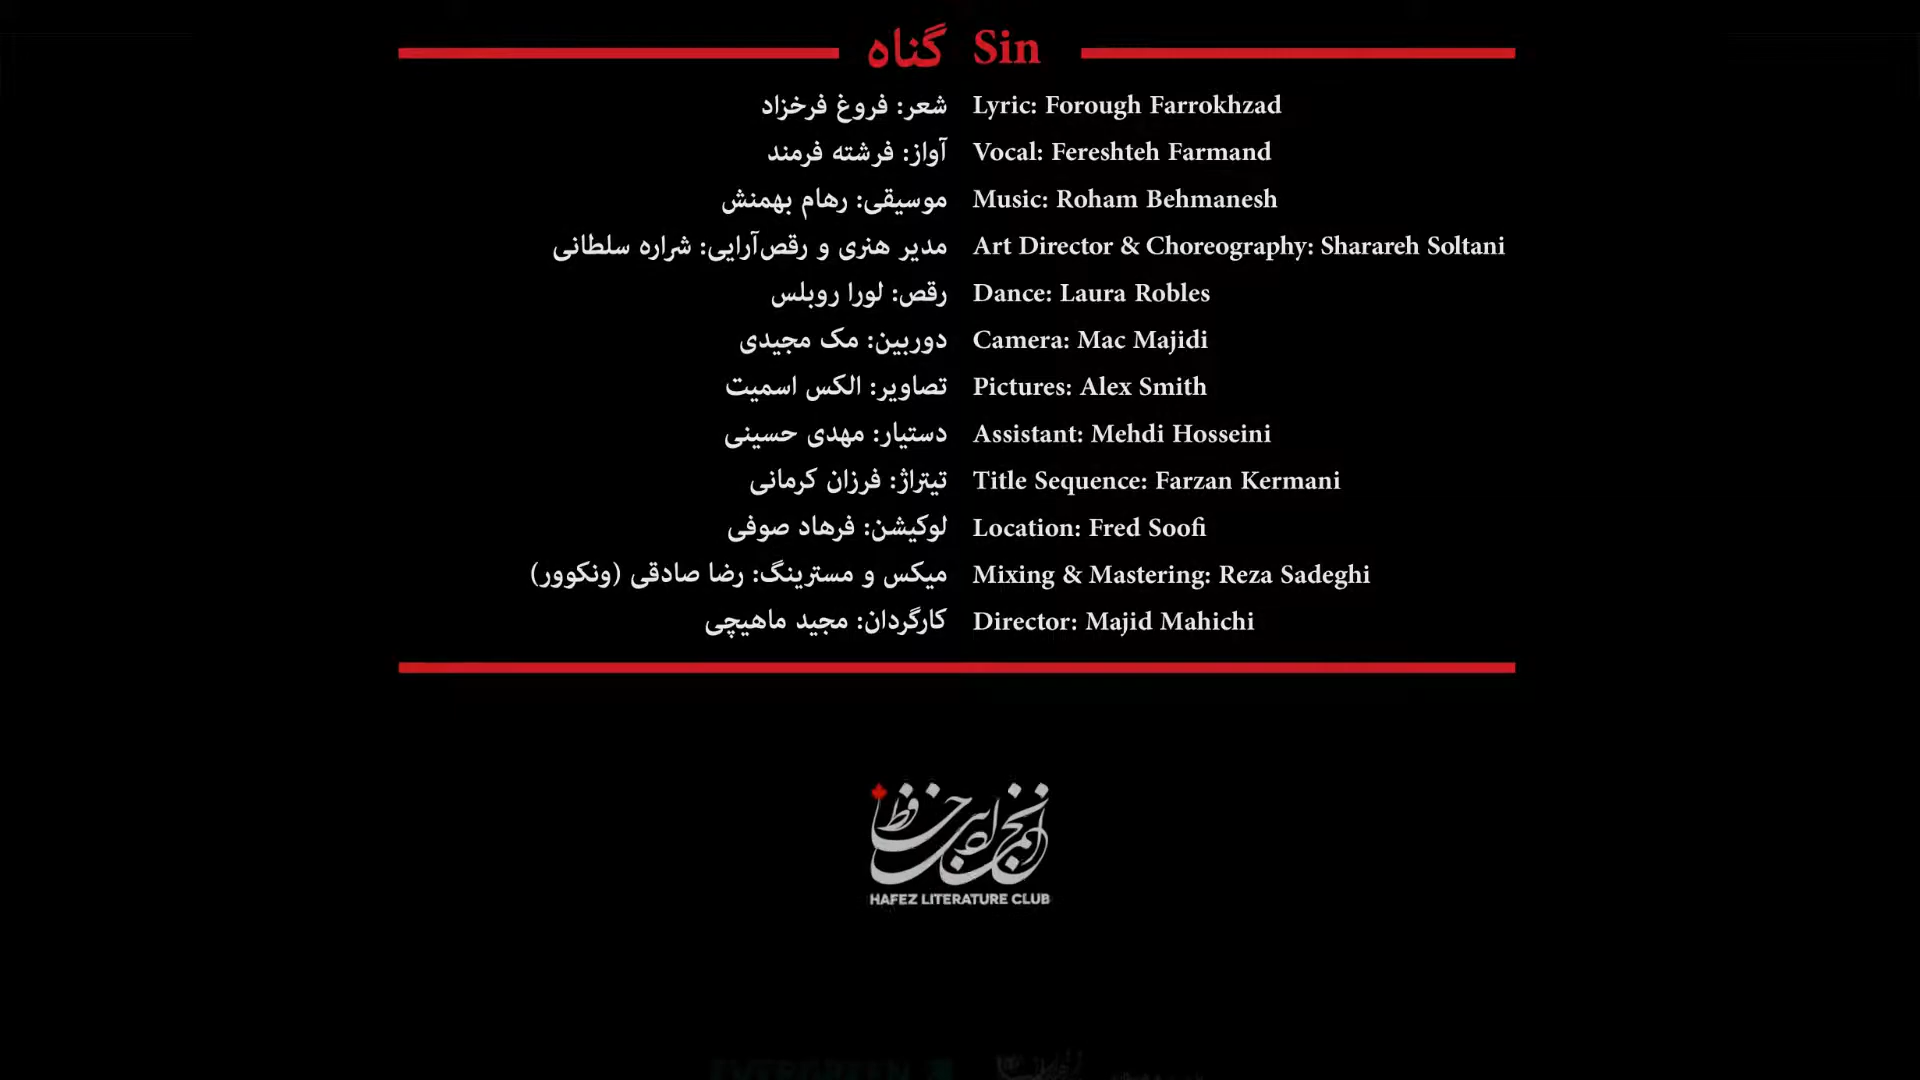 گناه Sin
شعر: فروغ فرخزاد Lyric: Forough Farrokhzad
آواز: فرشته فرمند Vocal: Fereshteh Farmand
موسیقی: رهام بهمنش Music: Roham Behmanesh
مدیر هنری و رقص‌آرایی: شراره سلطانی Art Director & Choreography: Sharareh Soltani
رقص: لورا روبلس Dance: Laura Robles
دوربین: مک مجیدی Camera: Mac Majidi
تصاویر: الکس اسمیت Pictures: Alex Smith
دستیار: مهدی حسینی Assistant: Mehdi Hosseini
تیتراژ: فرزان کرمانی Title Sequence: Farzan Kermani
لوکیشن: فرهاد صوفی Location: Fred Soofi
میکس و مسترینگ: رضا صادقی (ونکوور) Mixing & Mastering: Reza Sadeghi
کارگردان: مجید ماهیچی Director: Majid Mahichi
انجمن ادبی حافظ
HAFEZ LITERATURE CLUB
EVERGREEN